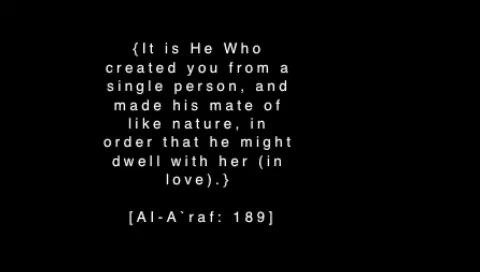 {It is He Who
created you from a
single person, and
made his mate of
like nature, in
order that he might
dwell with her (in
love).}
[Al-A`raf: 189]